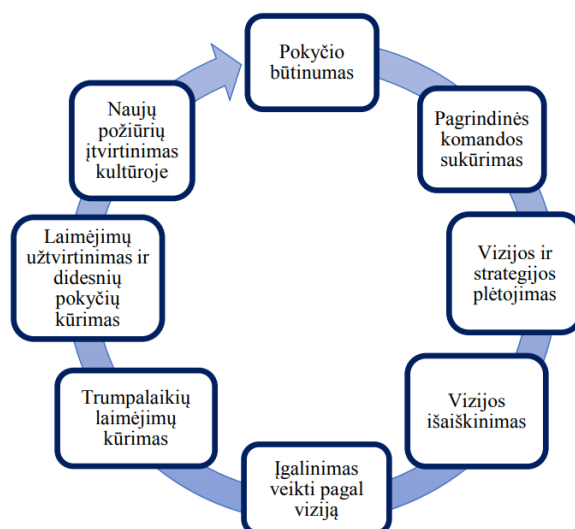 Pokyčio
būtinumas
Pagrindinės
komandos
sukūrimas
Vizijos ir
strategijos
plėtojimas
Vizijos
išaiškinimas
Įgalinimas
veikti pagal
viziją
Trumpalaikių
laimėjimų
kūrimas
Laimėjimų
užtvirtinimas ir
didesnių
pokyčių
kūrimas
Naujų
požiūrių
įtvirtinimas
kultūroje